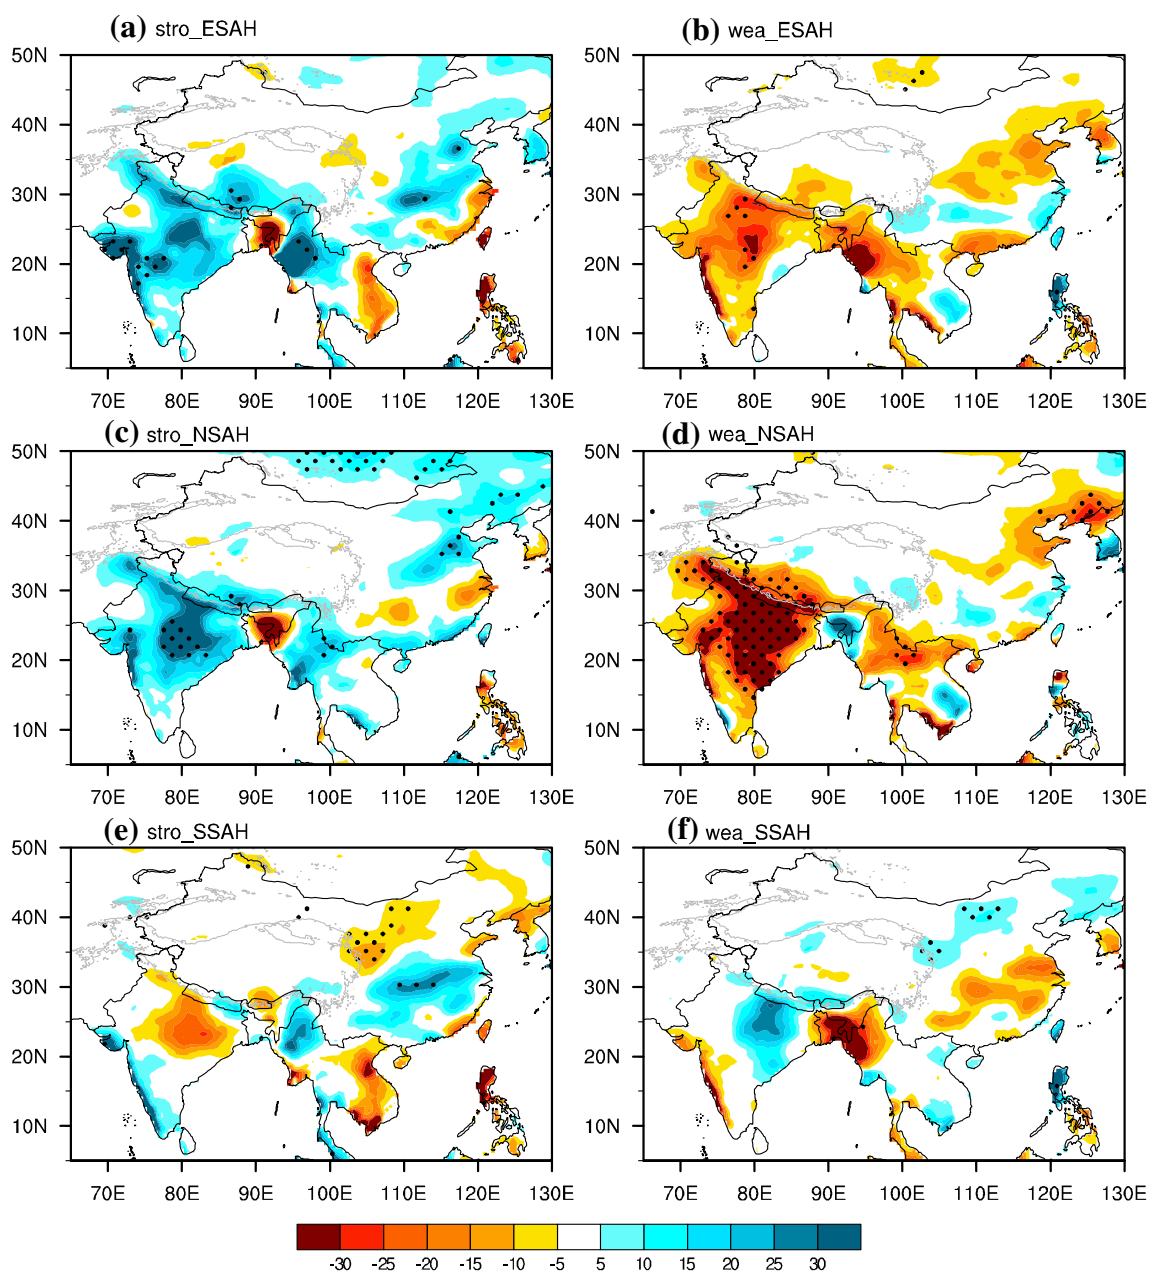 (a) stro_ESAH
(b) wea_ESAH
50N
40N
30N
20N
10N
70E 80E 90E 100E 110E 120E 130E
50N
40N
30N
20N
10N
70E 80E 90E 100E 110E 120E 130E
(c) stro_NSAH
(d) wea_NSAH
50N
40N
30N
20N
10N
70E 80E 90E 100E 110E 120E 130E
50N
40N
30N
20N
10N
70E 80E 90E 100E 110E 120E 130E
(e) stro_SSAH
(f) wea_SSAH
50N
40N
30N
20N
10N
70E 80E 90E 100E 110E 120E 130E
50N
40N
30N
20N
10N
70E 80E 90E 100E 110E 120E 130E
-30 -25 -20 -15 -10 -5 5 10 15 20 25 30